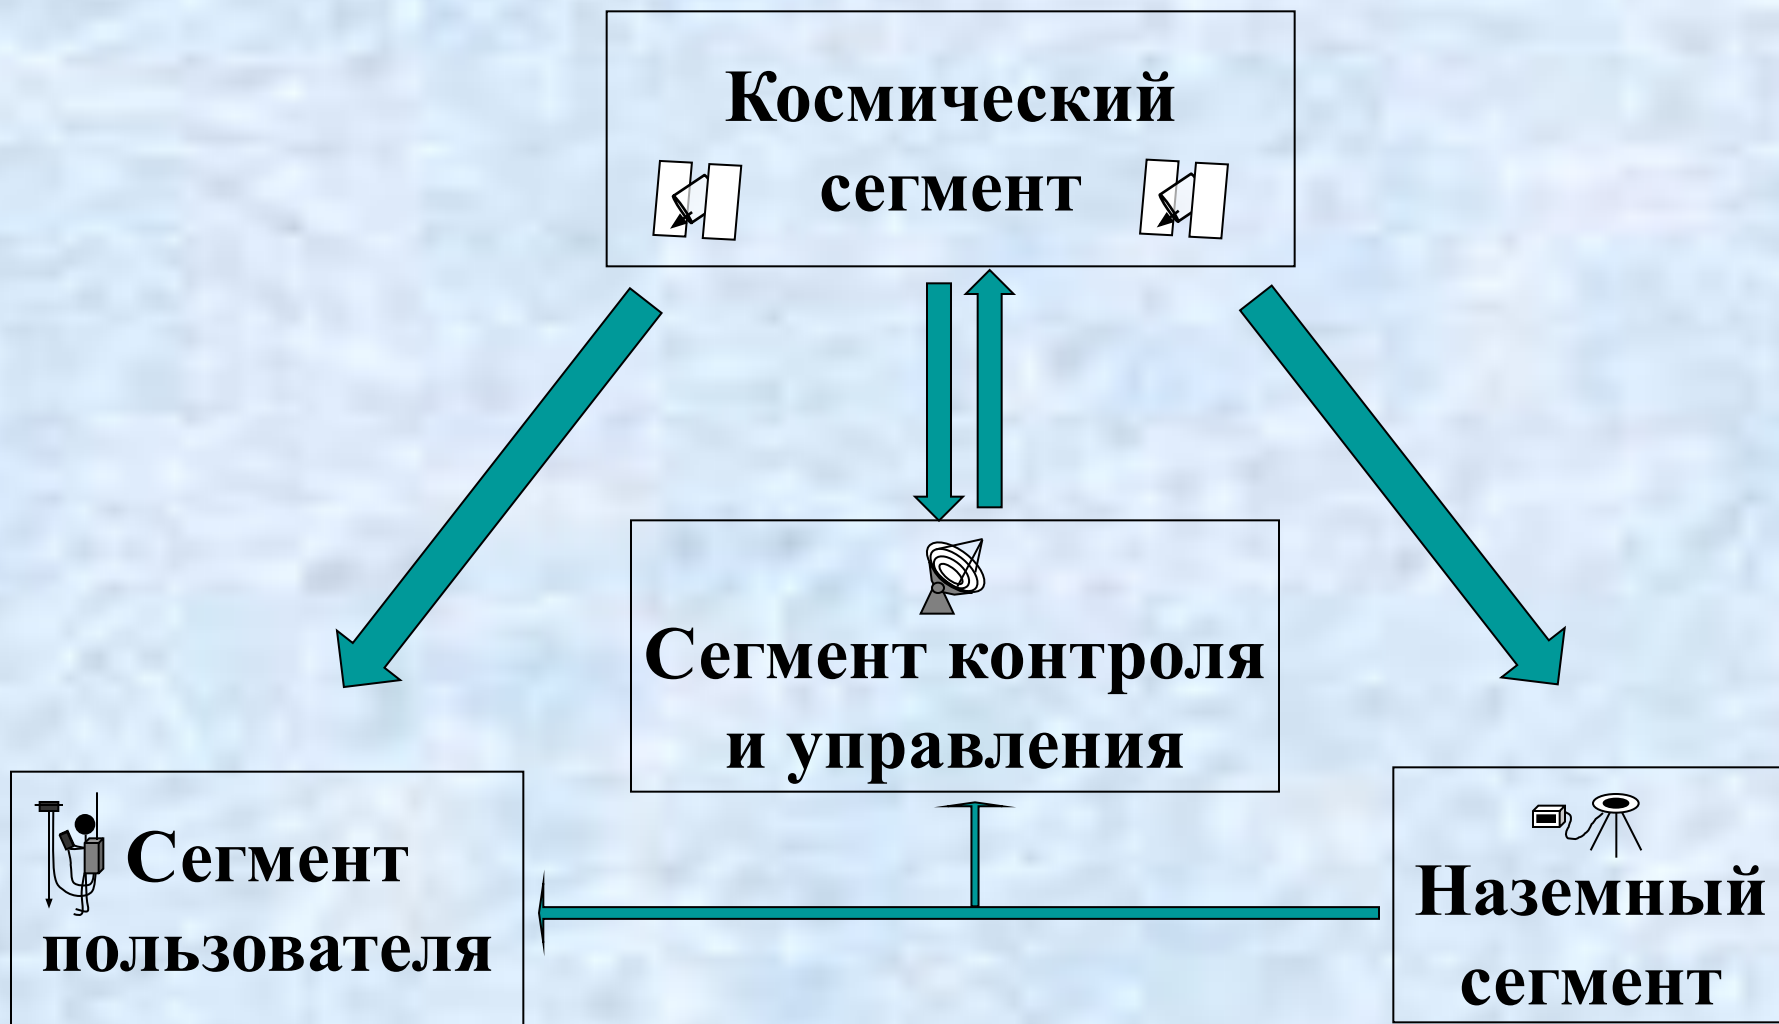 Космический
сегмент
Сегмент контроля
и управления
Сегмент
пользователя
Наземный
сегмент